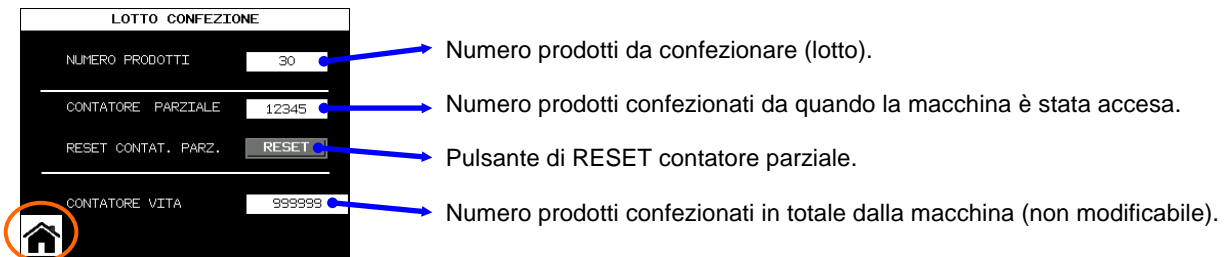 LOTTO CONFEZIONE
NUMERO PRODOTTI 30 Numero prodotti da confezionare (lotto).
CONTATORE PARZIALE 12345 Numero prodotti confezionati da quando la macchina è stata accesa.
RESET CONTAT. PARZ. RESET Pulsante di RESET contatore parziale.
CONTATORE VITA 999999 Numero prodotti confezionati in totale dalla macchina (non modificabile).